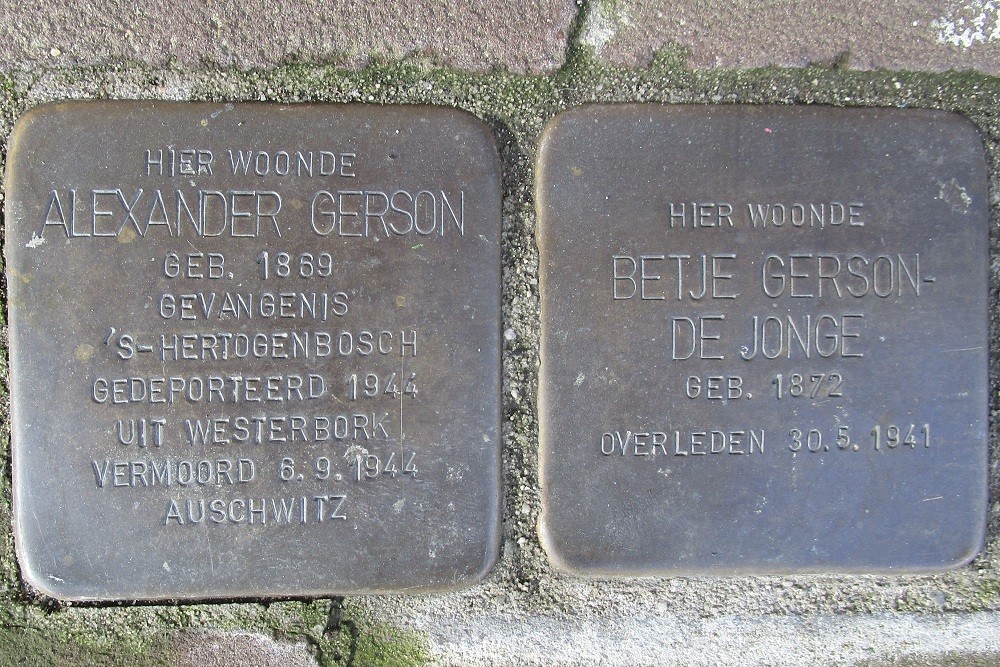 HIER WOONDE
ALEXANDER GERSON
GEB. 1869
GEVANGENIS
'S-HERTOGENBOSCH
GEDEPORTEERD 1944
UIT WESTERBORK
VERMOORD 6.9.1944
AUSCHWITZ
HIER WOONDE
BETJE GERSON-
DE JONGE
GEB. 1872
OVERLEDEN 30.5.1941